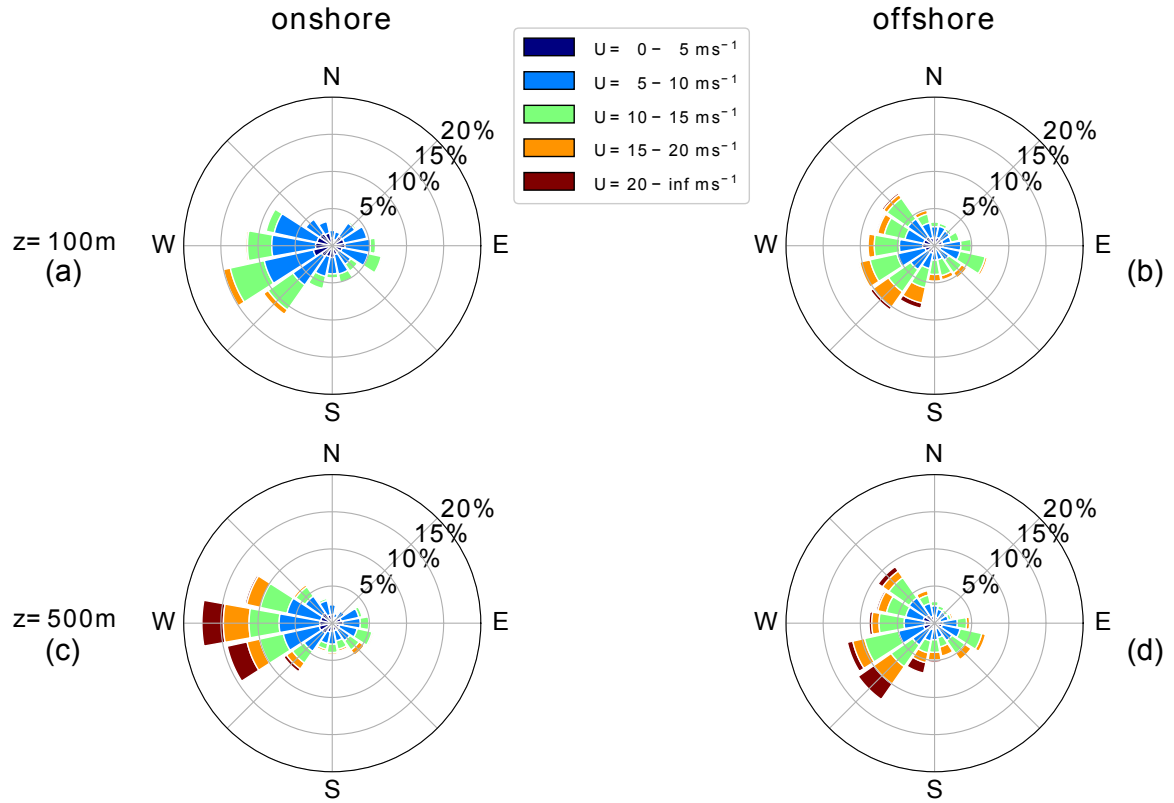 onshore
offshore
U = 0 − 5 ms⁻¹
U = 5 − 10 ms⁻¹
U = 10 − 15 ms⁻¹
U = 15 − 20 ms⁻¹
U = 20 − inf ms⁻¹
z= 100m
(a)
N
W
E
S
5%
10%
15%
20%
N
W
E
S
5%
10%
15%
20%
(b)
z= 500m
(c)
N
W
E
S
5%
10%
15%
20%
N
W
E
S
5%
10%
15%
20%
(d)